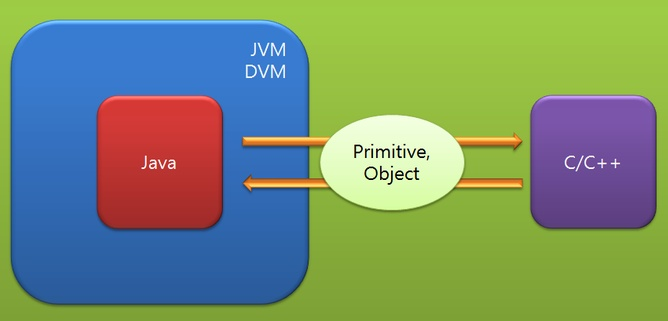 JVM
DVM
Java
Primitive,
Object
C/C++